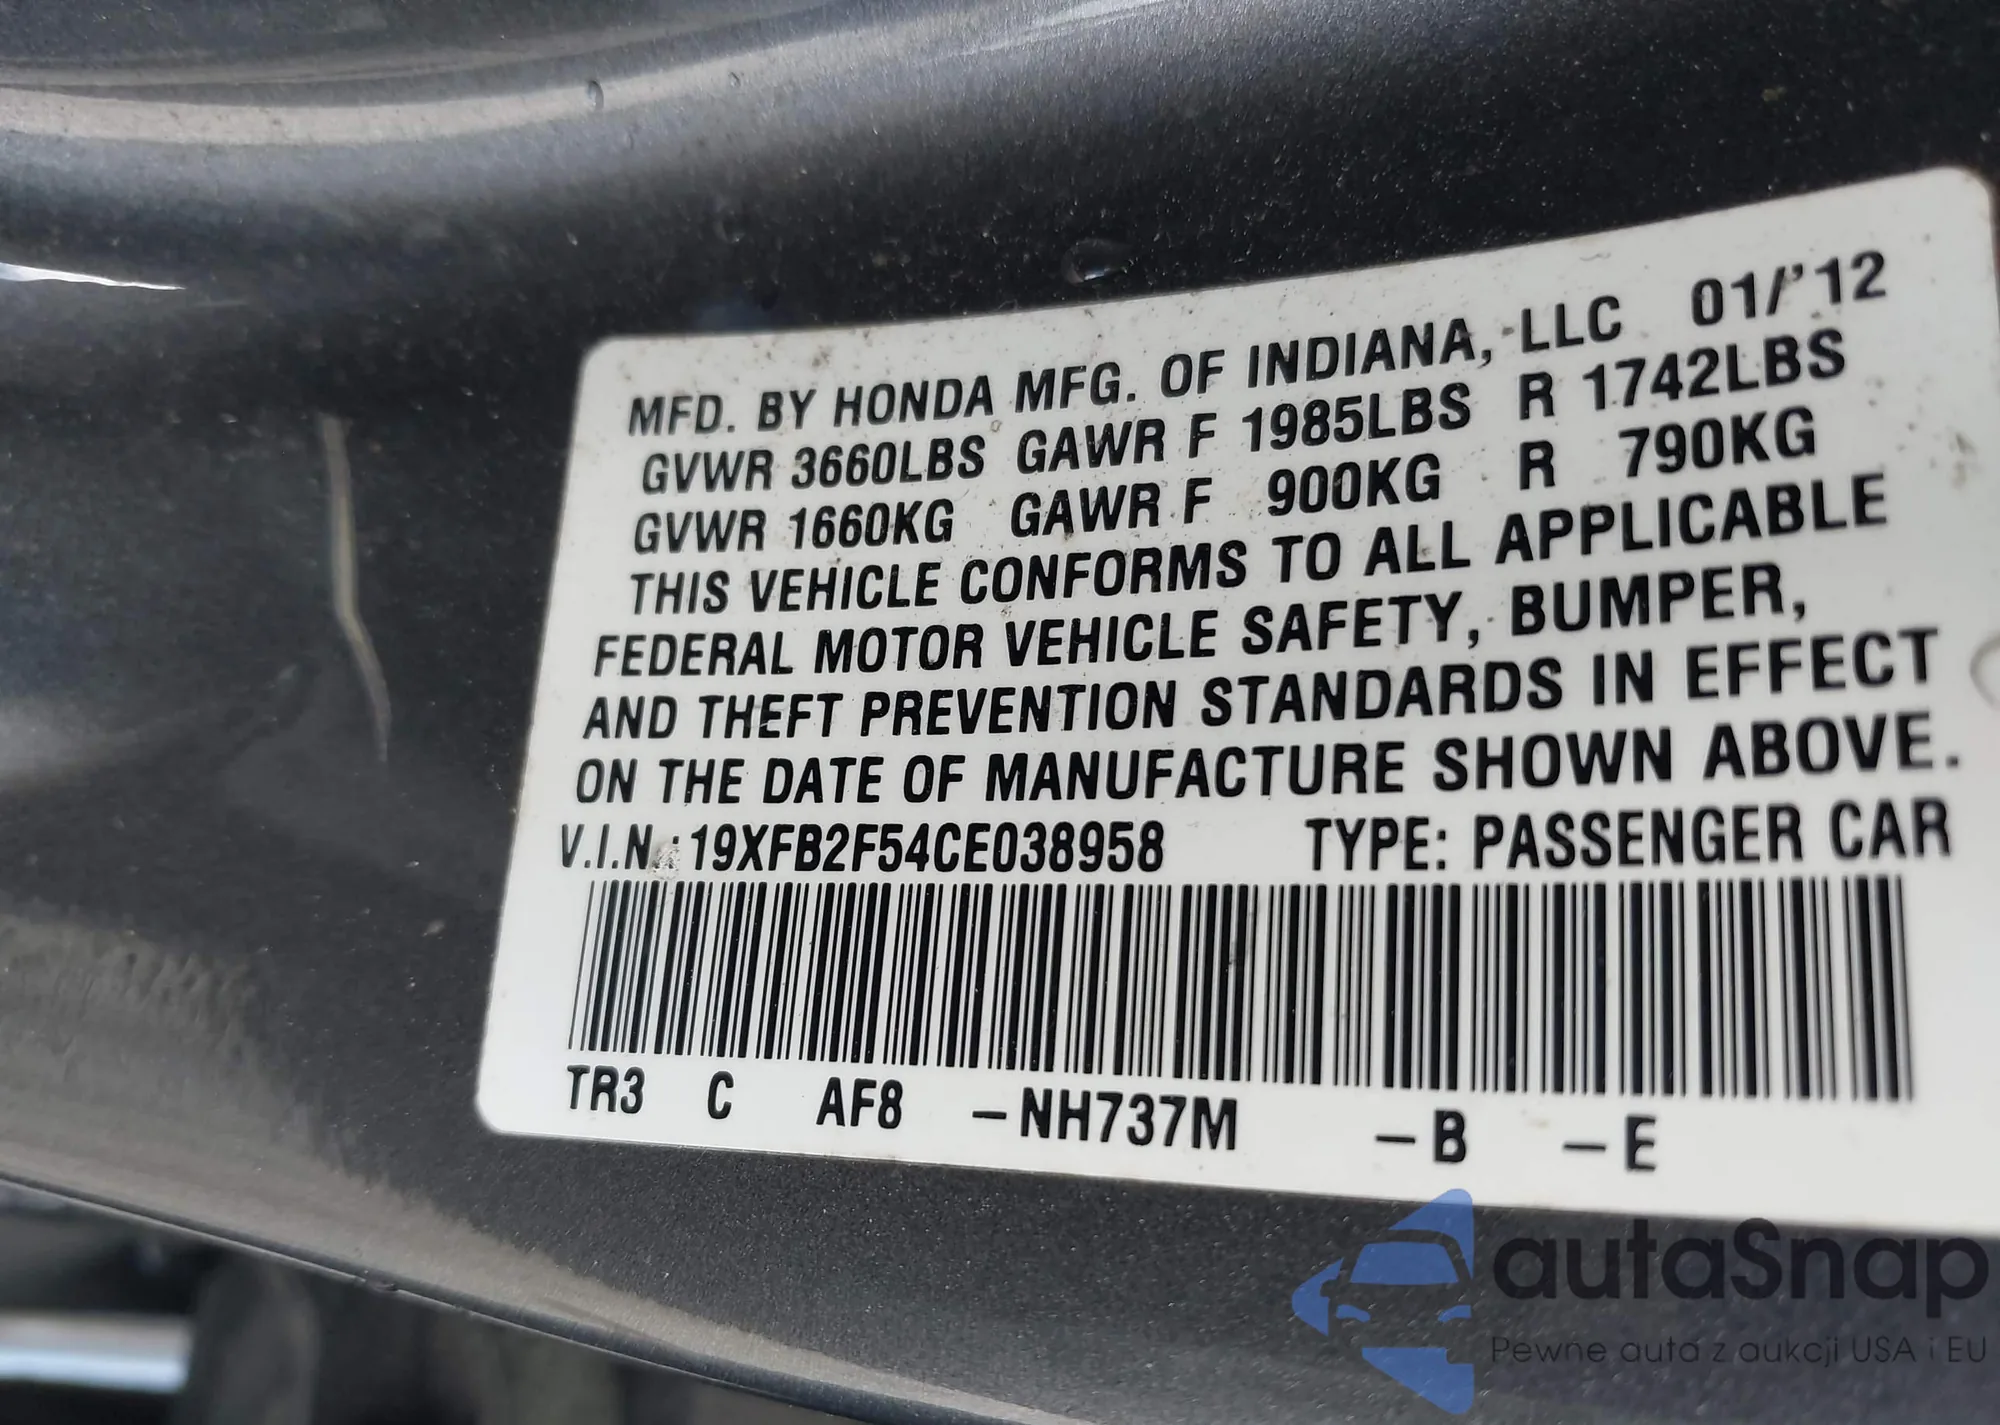 MFD. BY HONDA MFG. OF INDIANA, LLC 01/'12
GVWR 3660LBS GAWR F 1985LBS R 1742LBS
GVWR 1660KG GAWR F 900KG R 790KG
THIS VEHICLE CONFORMS TO ALL APPLICABLE
FEDERAL MOTOR VEHICLE SAFETY, BUMPER,
AND THEFT PREVENTION STANDARDS IN EFFECT
ON THE DATE OF MANUFACTURE SHOWN ABOVE.
V.I.N.: 19XFB2F54CE038958 TYPE: PASSENGER CAR
TR3 C AF8 –NH737M –B –E
autaSnap
Pewne auta z aukcji USA i EU